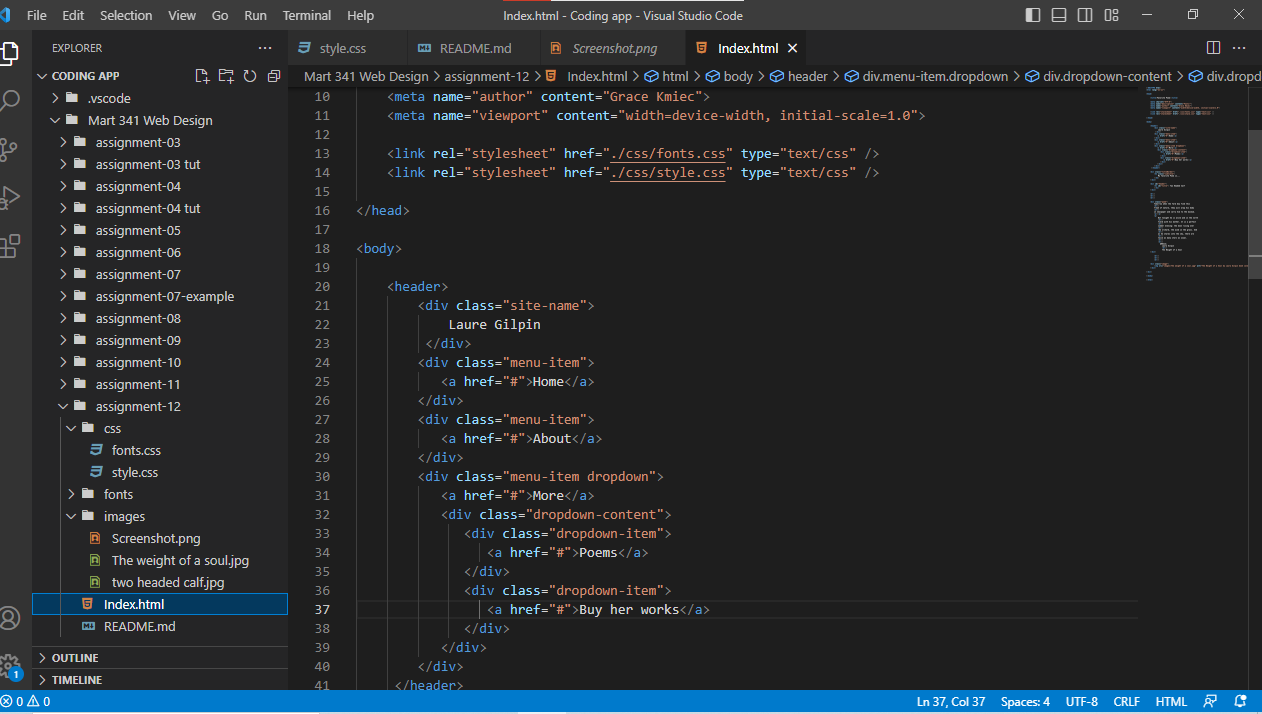 File Edit Selection View Go Run Terminal Help
Index.html - Coding app - Visual Studio Code
EXPLORER
CODING APP
.vscode
Mart 341 Web Design
assignment-03
assignment-03 tut
assignment-04
assignment-04 tut
assignment-05
assignment-06
assignment-07
assignment-07-example
assignment-08
assignment-09
assignment-10
assignment-11
assignment-12
css
fonts.css
style.css
fonts
images
Screenshot.png
The weight of a soul.jpg
two headed calf.jpg
Index.html
README.md
OUTLINE
TIMELINE
1
style.css README.md Screenshot.png Index.html
Mart 341 Web Design > assignment-12 > Index.html > html > body > header > div.menu-item.dropdown > div.dropdown-content > div.dropd
10 <meta name="author" content="Grace Kmiec">
11 <meta name="viewport" content="width=device-width, initial-scale=1.0">
12
13 <link rel="stylesheet" href="./css/fonts.css" type="text/css" />
14 <link rel="stylesheet" href="./css/style.css" type="text/css" />
15
16 </head>
17
18 <body>
19
20 <header>
21 <div class="site-name">
22 Laure Gilpin
23 </div>
24 <div class="menu-item">
25 <a href="#">Home</a>
26 </div>
27 <div class="menu-item">
28 <a href="#">About</a>
29 </div>
30 <div class="menu-item dropdown">
31 <a href="#">More</a>
32 <div class="dropdown-content">
33 <div class="dropdown-item">
34 <a href="#">Poems</a>
35 </div>
36 <div class="dropdown-item">
37 <a href="#">Buy her works</a>
38 </div>
39 </div>
40 </div>
41 </header>
0 0 Ln 37, Col 37 Spaces: 4 UTF-8 CRLF HTML